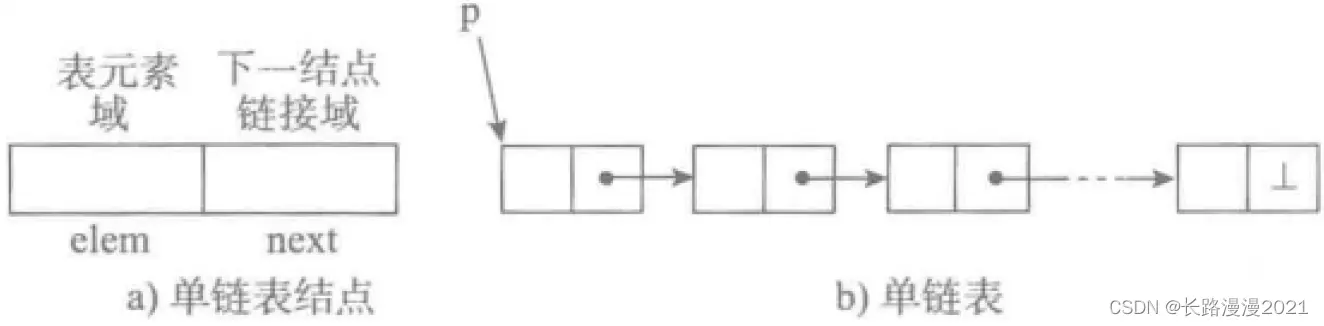 p
表元素 下一结点
域 链接域
⊥
elem next
a) 单链表结点 b) 单链表
CSDN @长路漫漫2021